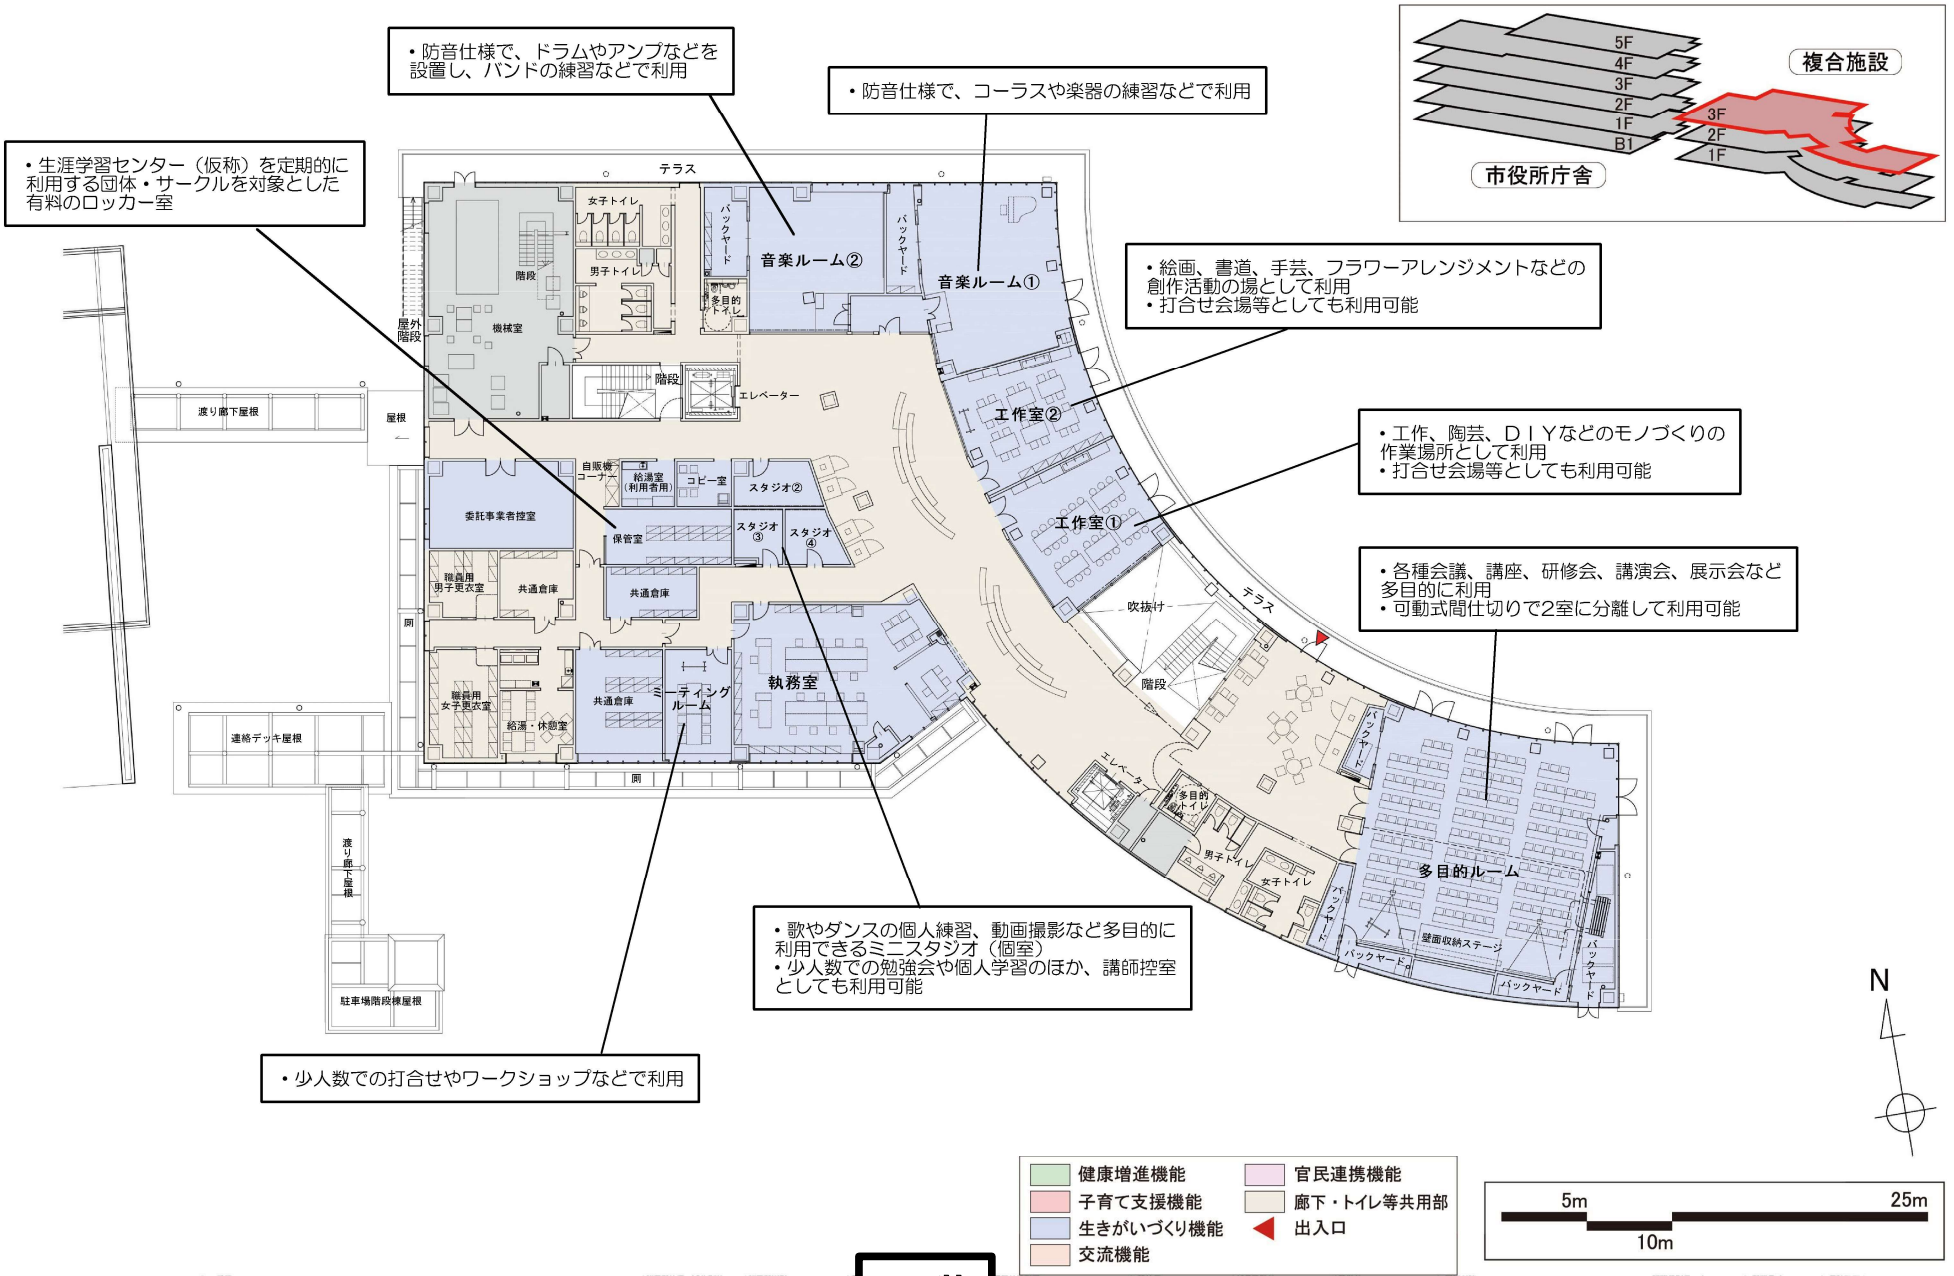 ・防音仕様で、ドラムやアンプなどを
設置し、バンドの練習などで利用
・防音仕様で、コーラスや楽器の練習などで利用
5F
4F
3F
2F
1F
B1
市役所庁舎
複合施設
3F
2F
1F
・生涯学習センター（仮称）を定期的に
利用する団体・サークルを対象とした
有料のロッカー室
・絵画、書道、手芸、フラワーアレンジメントなどの
創作活動の場として利用
・打合せ会場等としても利用可能
・工作、陶芸、ＤＩＹなどのモノづくりの
作業場所として利用
・打合せ会場等としても利用可能
・各種会議、講座、研修会、講演会、展示会など
多目的に利用
・可動式間仕切りで2室に分離して利用可能
テラス
女子トイレ
男子トイレ
階段
機械室
屋外
階段
バックヤード
多目的
トイレ
音楽ルーム②
バックヤード
音楽ルーム①
階段
エレベーター
渡り廊下屋根
屋根
工作室②
工作室①
自販機
コーナー
給湯室
(利用者用)
コピー室
スタジオ②
スタジオ
③
スタジオ
④
委託事業者控室
保管室
職員用
男子更衣室
共通倉庫
共通倉庫
庇
職員用
女子更衣室
給湯・休憩室
共通倉庫
ミーティング
ルーム
執務室
吹抜け
テラス
階段
連絡デッキ屋根
庇
渡り廊下屋根
駐車場階段棟屋根
エレベータ
多目的
トイレ
男子トイレ
女子トイレ
バックヤード
多目的ルーム
壁面収納ステージ
バックヤード
バックヤード
バックヤード
バックヤード
・歌やダンスの個人練習、動画撮影など多目的に
利用できるミニスタジオ（個室）
・少人数での勉強会や個人学習のほか、講師控室
としても利用可能
・少人数での打合せやワークショップなどで利用
N
健康増進機能
子育て支援機能
生きがいづくり機能
交流機能
官民連携機能
廊下・トイレ等共用部
出入口
5m
25m
10m